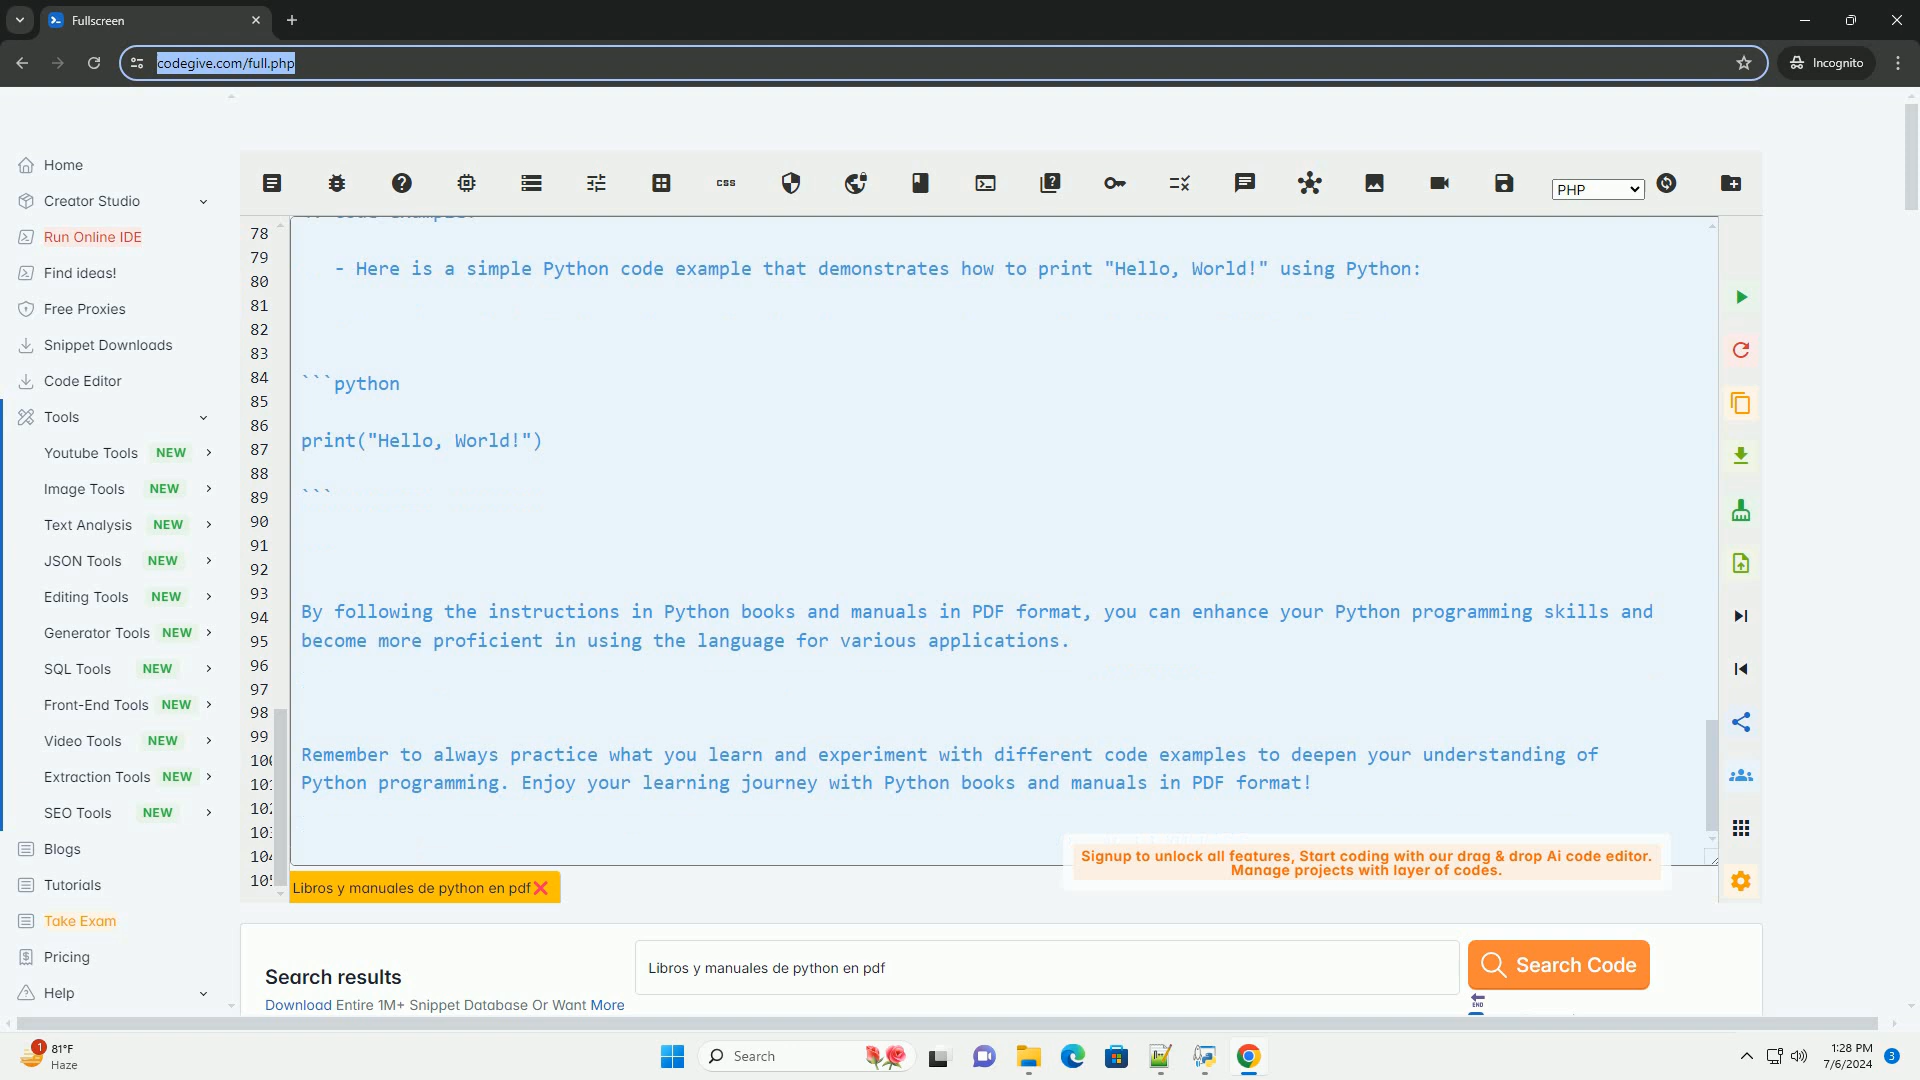 Fullscreen
codegive.com/full.php
Incognito
Home
Creator Studio
Run Online IDE
Find ideas!
Free Proxies
Snippet Downloads
Code Editor
Tools
Youtube Tools NEW
Image Tools NEW
Text Analysis NEW
JSON Tools NEW
Editing Tools NEW
Generator Tools NEW
SQL Tools NEW
Front-End Tools NEW
Video Tools NEW
Extraction Tools NEW
SEO Tools NEW
Blogs
Tutorials
Take Exam
Pricing
Help
css
PHP
78
79
80
81
82
83
84
85
86
87
88
89
90
91
92
93
94
95
96
97
98
99
- Here is a simple Python code example that demonstrates how to print "Hello, World!" using Python:
```python
print("Hello, World!")
```
By following the instructions in Python books and manuals in PDF format, you can enhance your Python programming skills and
become more proficient in using the language for various applications.
Remember to always practice what you learn and experiment with different code examples to deepen your understanding of
Python programming. Enjoy your learning journey with Python books and manuals in PDF format!
Signup to unlock all features, Start coding with our drag & drop Ai code editor.
Manage projects with layer of codes.
Libros y manuales de python en pdf
Search results
Download Entire 1M+ Snippet Database Or Want More
Libros y manuales de python en pdf
Search Code
END
1
81°F
Haze
Search
1:28 PM
7/6/2024
3